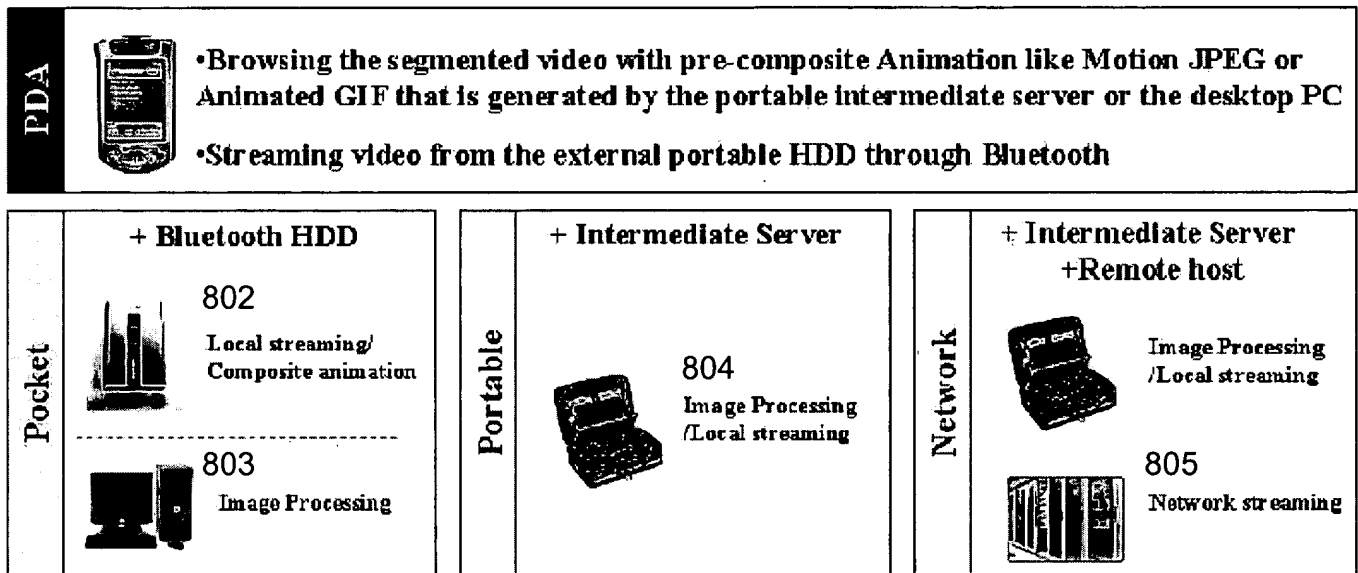 PDA
•Browsing the segmented video with pre-composite Animation like Motion JPEG or
Animated GIF that is generated by the portable intermediate server or the desktop PC
•Streaming video from the external portable HDD through Bluetooth
Pocket
+ Bluetooth HDD
802
Local streaming/
Composite animation
803
Image Processing
Portable
+ Intermediate Server
804
Image Processing
/Local streaming
Network
+ Intermediate Server
+Remote host
Image Processing
/Local streaming
805
Network streaming